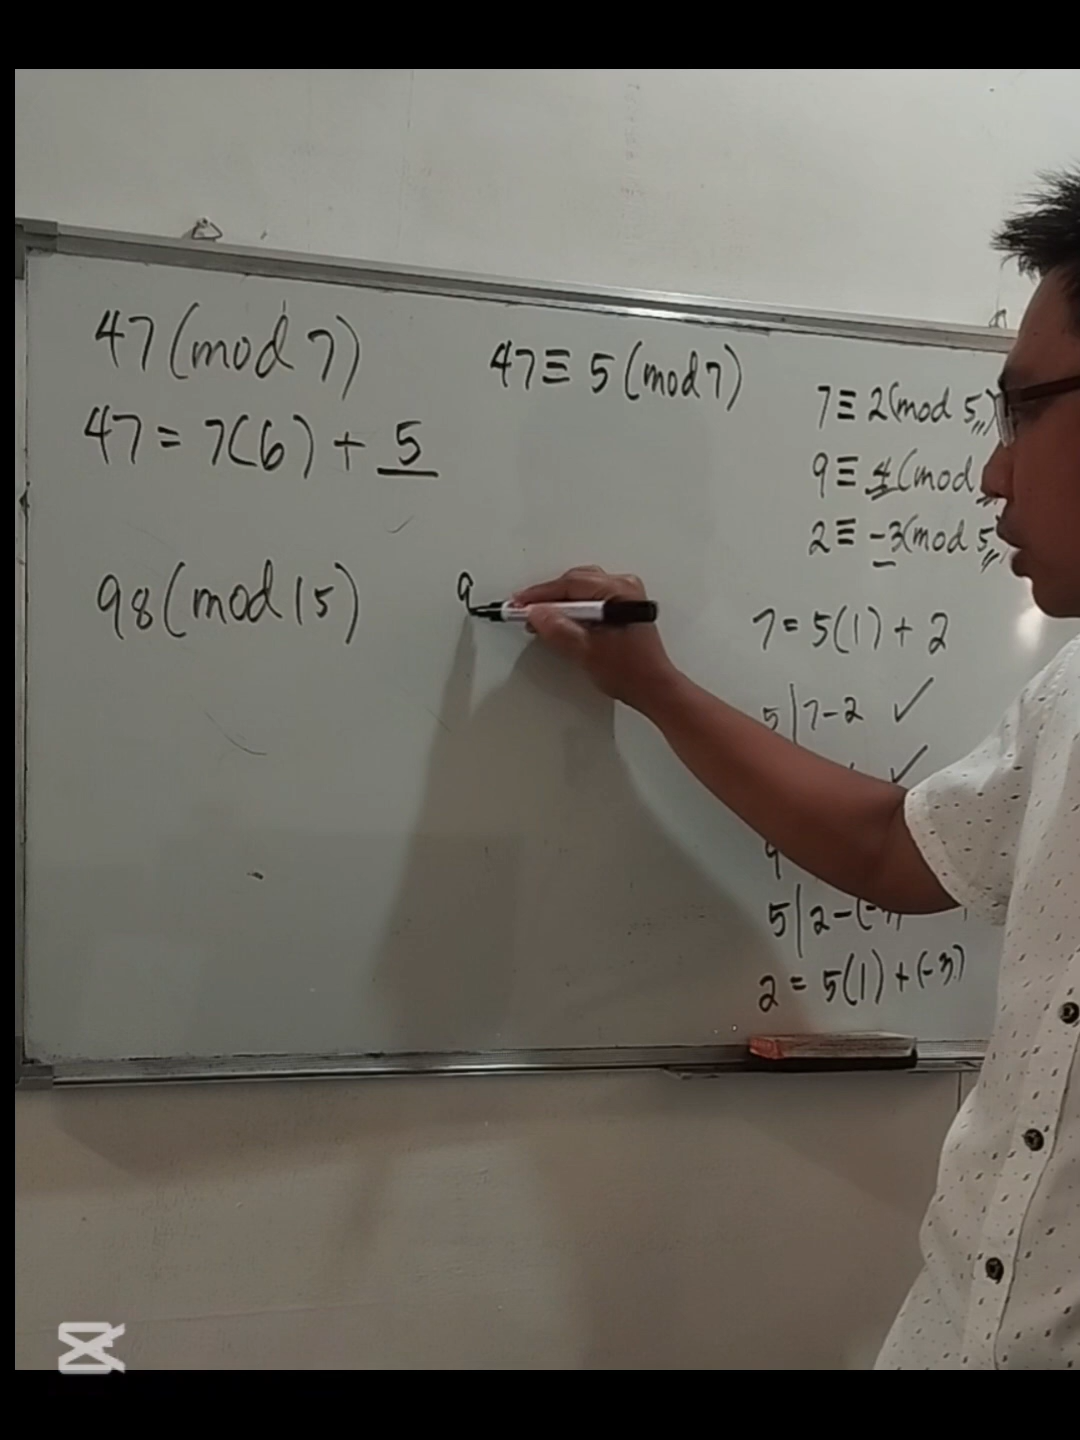 47 (mod 7)
47 = 7(6) + 5
98 (mod 15)
47 ≡ 5 (mod 7)
9
7 ≡ 2(mod 5)
9 ≡ 4(mod
2 ≡ -3(mod 5
7 = 5(1) + 2
5|7-2 ✓
✓
9
5|2-(-
2 = 5(1) + (-3)